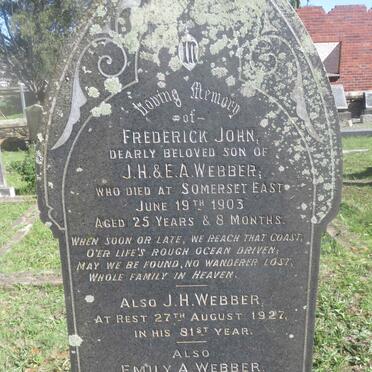 In
Loving Memory
of
FREDERICK JOHN,
DEARLY BELOVED SON OF
J.H. & E.A. WEBBER;
WHO DIED AT SOMERSET EAST
JUNE 19TH 1903
AGED 25 YEARS & 8 MONTHS.
WHEN SOON OR LATE, WE REACH THAT COAST,
O'ER LIFE'S ROUGH OCEAN DRIVEN,
MAY WE BE FOUND, NO WANDERER LOST,
WHOLE FAMILY IN HEAVEN.
ALSO J.H. WEBBER,
AT REST 27TH AUGUST 1927,
IN HIS 81ST YEAR.
ALSO
EMILY A. WEBBER